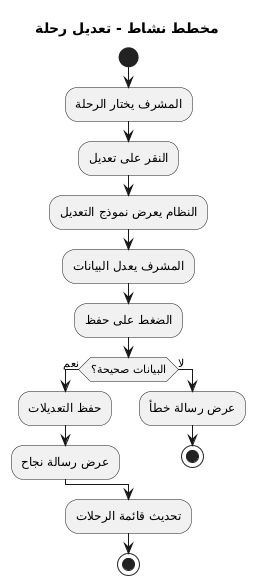 مخطط نشاط - تعديل رحلة
المشرف يختار الرحلة
النقر على تعديل
النظام يعرض نموذج التعديل
المشرف يعدل البيانات
الضغط على حفظ
البيانات صحيحة؟
نعم
لا
حفظ التعديلات
عرض رسالة خطأ
عرض رسالة نجاح
تحديث قائمة الرحلات